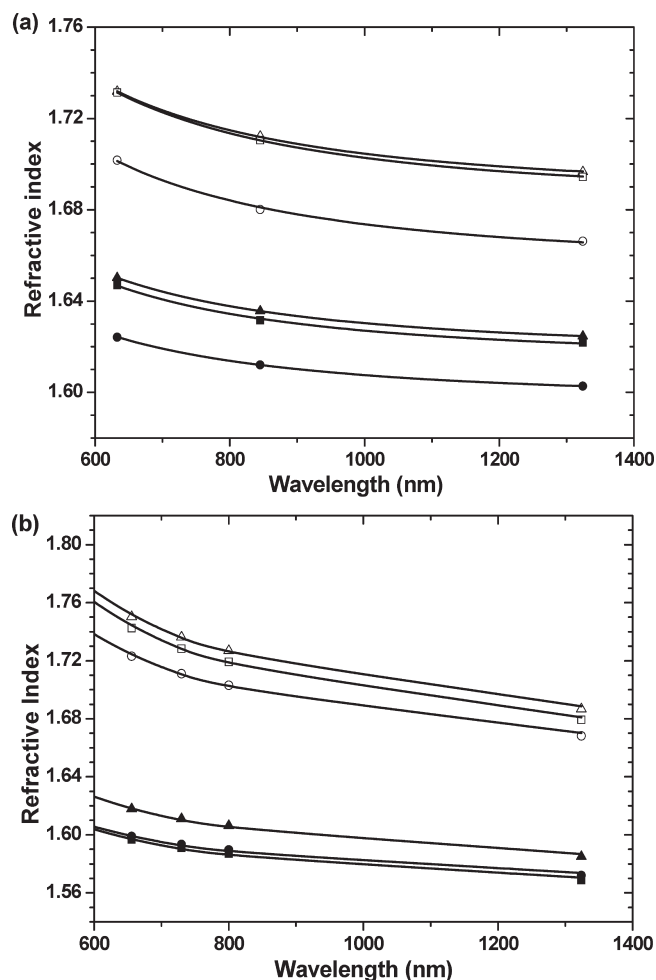 (a)
1.76
1.72
1.68
1.64
1.60
Refractive index
600 800 1000 1200 1400
Wavelength (nm)
(b)
1.80
1.76
1.72
1.68
1.64
1.60
1.56
Refractive Index
600 800 1000 1200 1400
Wavelength (nm)